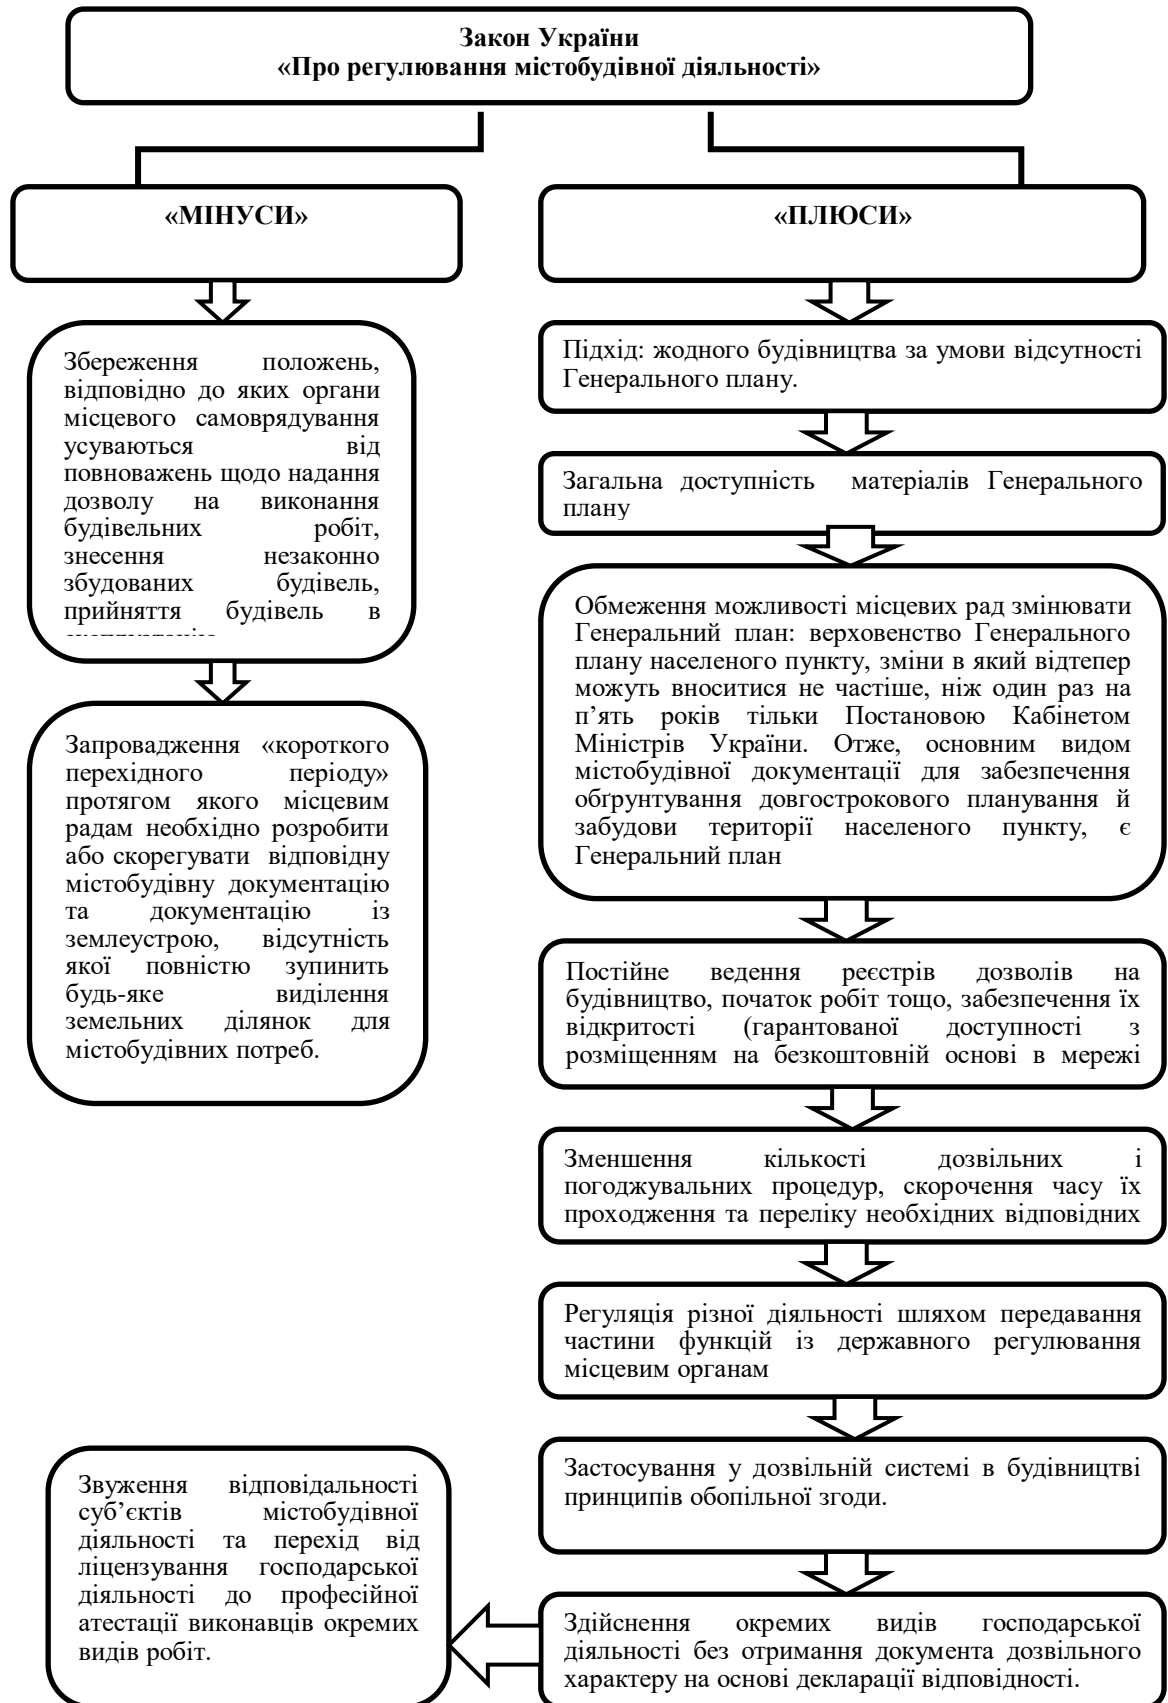 Закон України
«Про регулювання містобудівної діяльності»
«МІНУСИ»
Збереження положень,
відповідно до яких органи
місцевого самоврядування
усуваються від
повноважень щодо надання
дозволу на виконання
будівельних робіт,
знесення незаконно
збудованих будівель,
прийняття будівель в
Запровадження «короткого
перехідного періоду»
протягом якого місцевим
радам необхідно розробити
або скорегувати відповідну
містобудівну документацію
та документацію із
землеустрою, відсутність
якої повністю зупинить
будь-яке виділення
земельних ділянок для
містобудівних потреб.
«ПЛЮСИ»
Підхід: жодного будівництва за умови відсутності
Генерального плану.
Загальна доступність матеріалів Генерального
плану
Обмеження можливості місцевих рад змінювати
Генеральний план: верховенство Генерального
плану населеного пункту, зміни в який відтепер
можуть вноситися не частіше, ніж один раз на
п’ять років тільки Постановою Кабінетом
Міністрів України. Отже, основним видом
містобудівної документації для забезпечення
обґрунтування довгострокового планування й
забудови території населеного пункту, є
Генеральний план
Постійне ведення реєстрів дозволів на
будівництво, початок робіт тощо, забезпечення їх
відкритості (гарантованої доступності з
розміщенням на безкоштовній основі в мережі
Зменшення кількості дозвільних і
погоджувальних процедур, скорочення часу їх
проходження та переліку необхідних відповідних
Регуляція різної діяльності шляхом передавання
частини функцій із державного регулювання
місцевим органам
Застосування у дозвільній системі в будівництві
принципів обопільної згоди.
Здійснення окремих видів господарської
діяльності без отримання документа дозвільного
характеру на основі декларації відповідності.
Звуження відповідальності
суб’єктів містобудівної
діяльності та перехід від
ліцензування господарської
діяльності до професійної
атестації виконавців окремих
видів робіт.